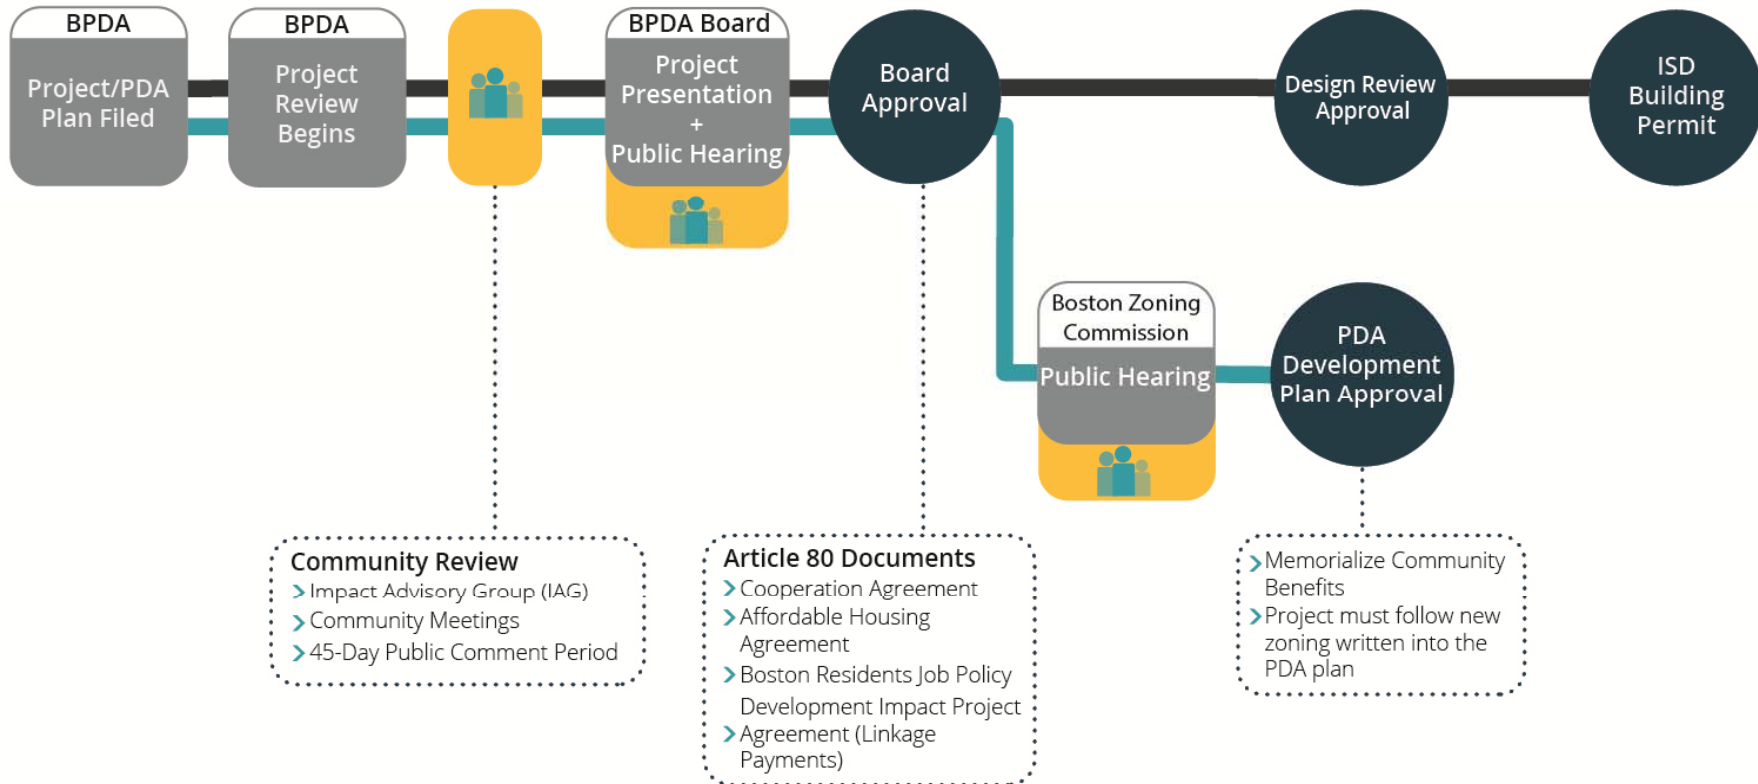 BPDA
Project/PDA
Plan Filed
BPDA
Project
Review
Begins
BPDA Board
Project
Presentation
+
Public Hearing
Board
Approval
Design Review
Approval
ISD
Building
Permit
Boston Zoning
Commission
Public Hearing
PDA
Development
Plan Approval
Community Review
Impact Advisory Group (IAG)
Community Meetings
45-Day Public Comment Period
Article 80 Documents
Cooperation Agreement
Affordable Housing
Agreement
Boston Residents Job Policy
Development Impact Project
Agreement (Linkage
Payments)
Memorialize Community
Benefits
Project must follow new
zoning written into the
PDA plan